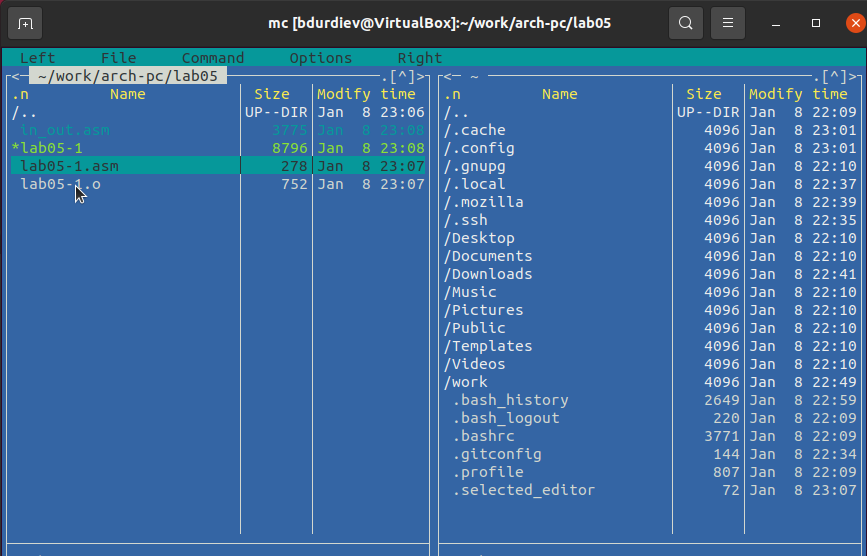 mc [bdurdiev@VirtualBox]:~/work/arch-pc/lab05
Left File Command Options Right
<─ ~/work/arch-pc/lab05 ─.[^]>
.n Name Size Modify time
/.. UP--DIR Jan 8 23:06
in_out.asm 3775 Jan 8 23:08
*lab05-1 8796 Jan 8 23:08
lab05-1.asm 278 Jan 8 23:07
lab05-1.o 752 Jan 8 23:07
<─ ~ ─.[^]>
.n Name Size Modify time
/.. UP--DIR Jan 8 22:09
/.cache 4096 Jan 8 23:01
/.config 4096 Jan 8 23:01
/.gnupg 4096 Jan 8 22:10
/.local 4096 Jan 8 22:37
/.mozilla 4096 Jan 8 22:39
/.ssh 4096 Jan 8 22:35
/Desktop 4096 Jan 8 22:10
/Documents 4096 Jan 8 22:10
/Downloads 4096 Jan 8 22:41
/Music 4096 Jan 8 22:10
/Pictures 4096 Jan 8 22:10
/Public 4096 Jan 8 22:10
/Templates 4096 Jan 8 22:10
/Videos 4096 Jan 8 22:10
/work 4096 Jan 8 22:49
.bash_history 2649 Jan 8 22:59
.bash_logout 220 Jan 8 22:09
.bashrc 3771 Jan 8 22:09
.gitconfig 144 Jan 8 22:34
.profile 807 Jan 8 22:09
.selected_editor 72 Jan 8 23:07